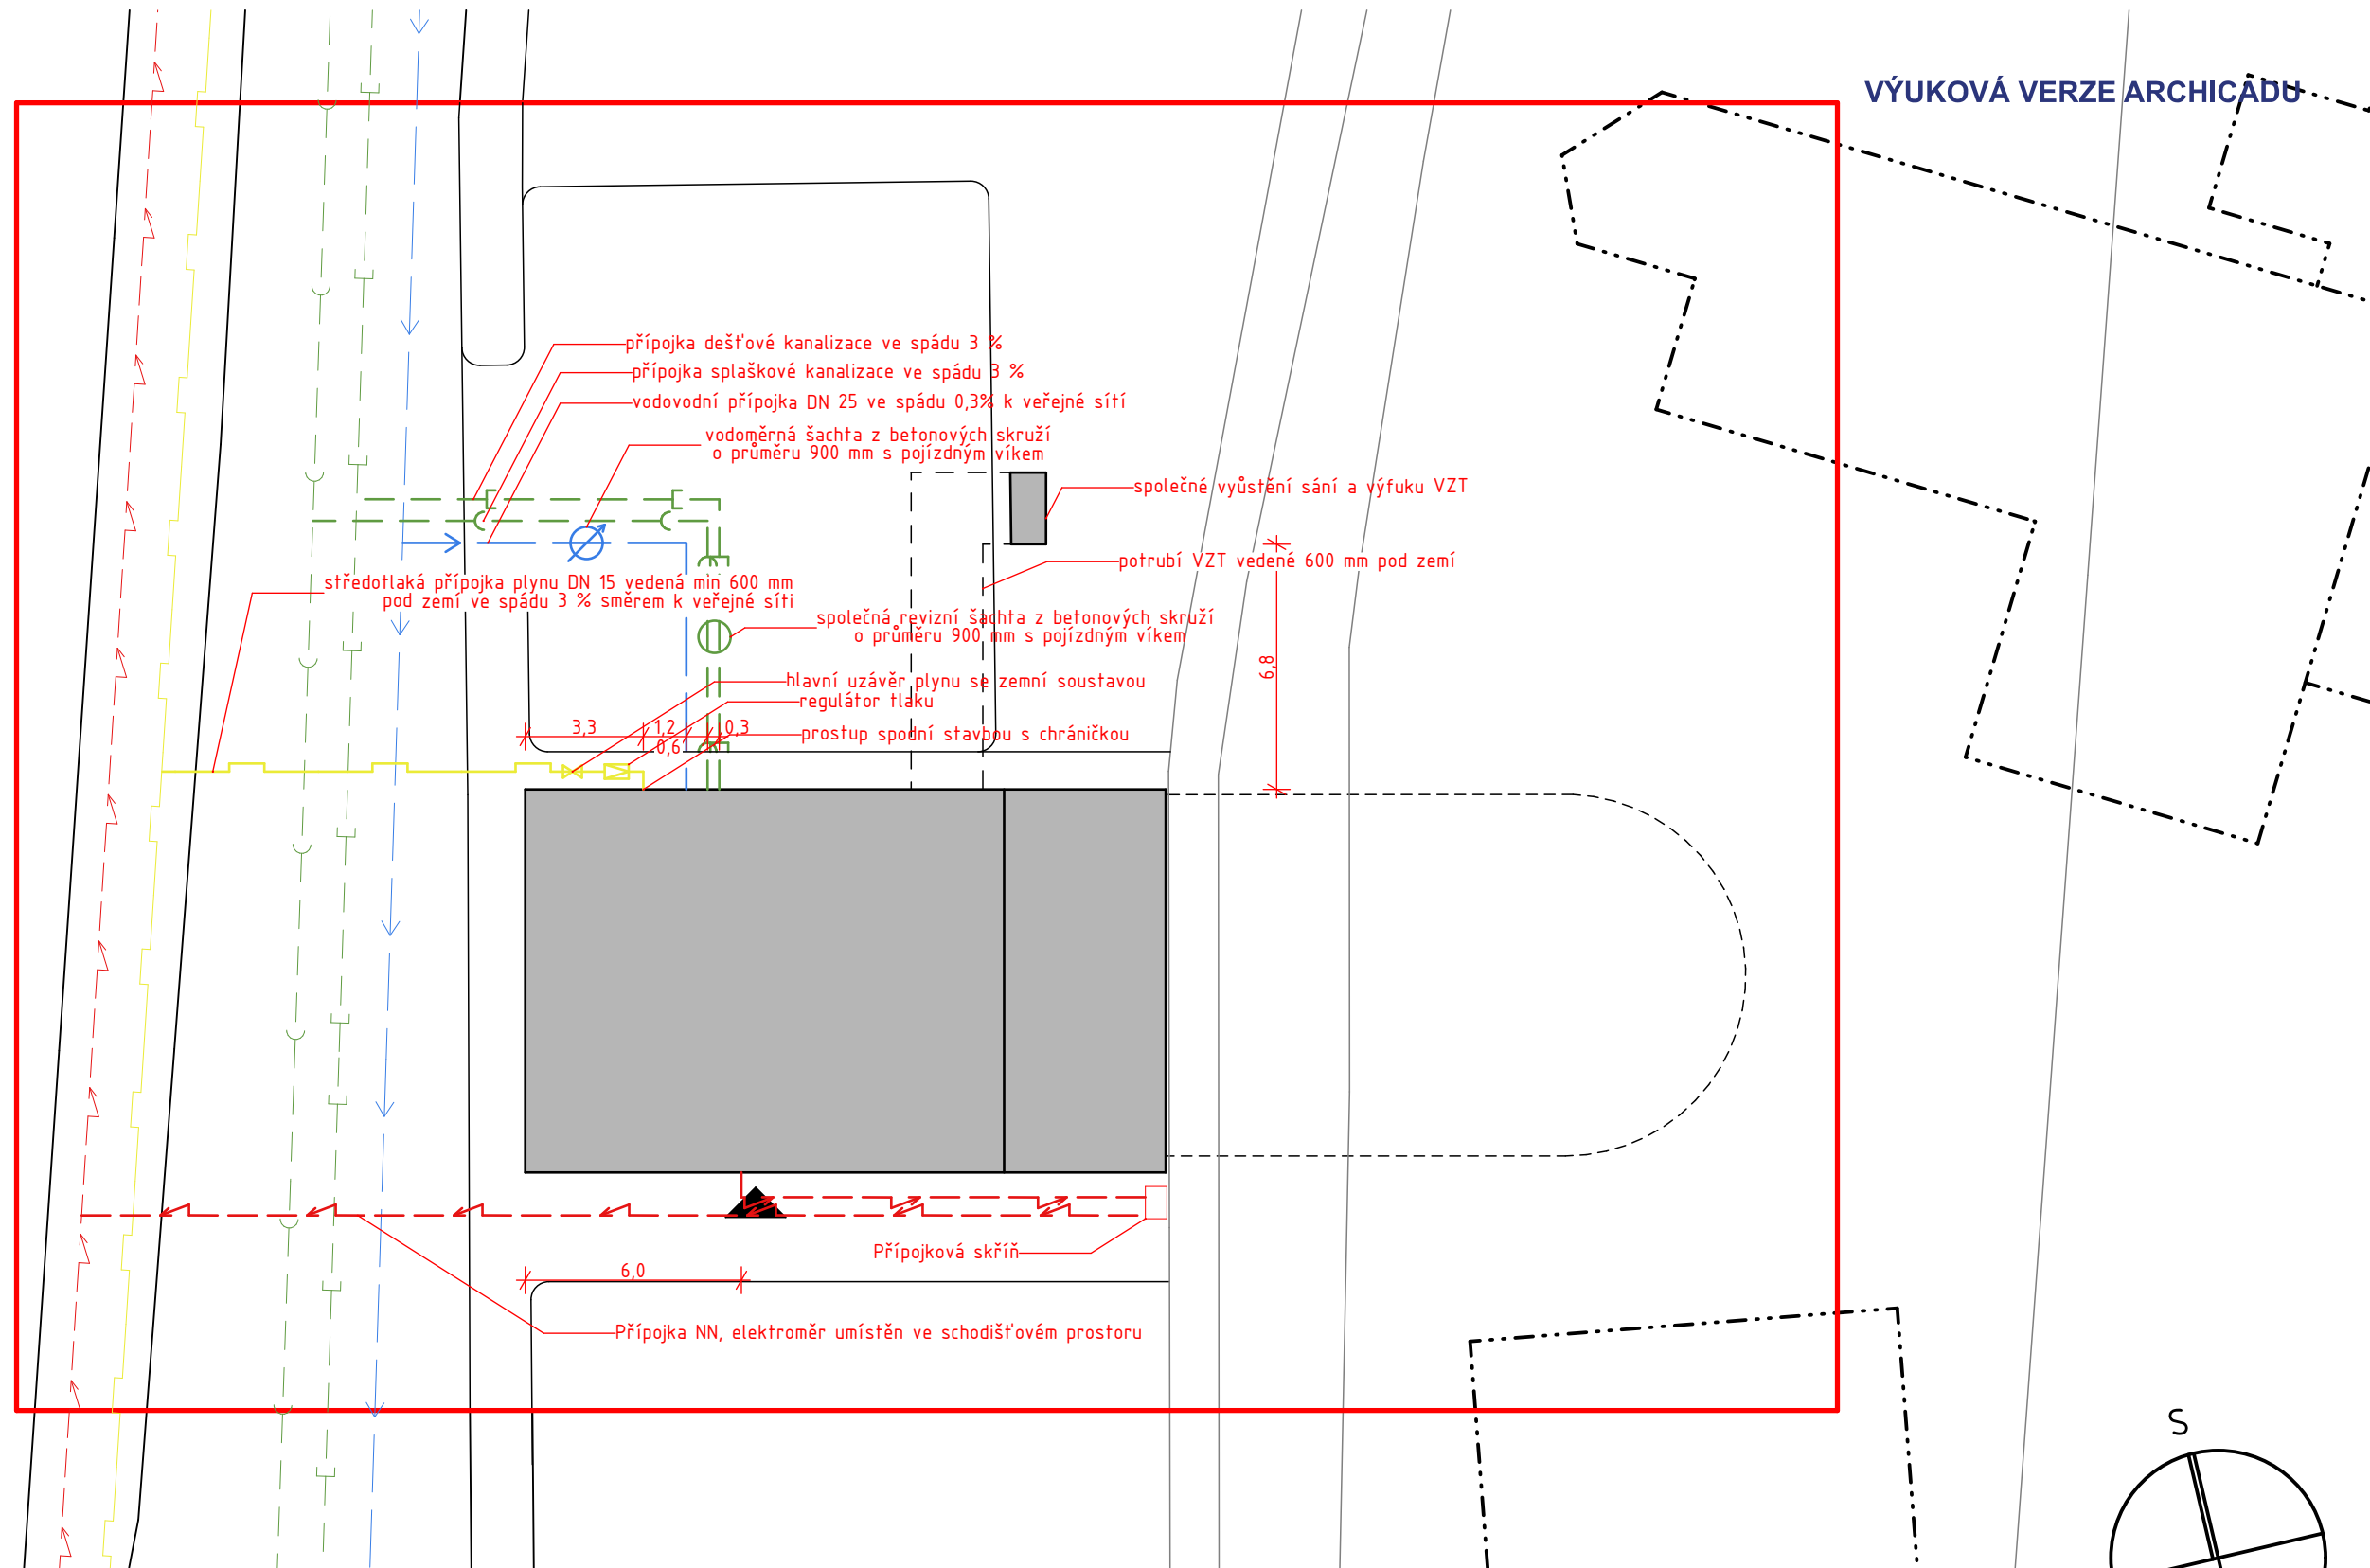 VÝUKOVÁ VERZE ARCHICADU
přípojka dešťové kanalizace ve spádu 3 %
přípojka splaškové kanalizace ve spádu 3 %
vodovodní přípojka DN 25 ve spádu 0,3% k veřejné sítí
vodoměrná šachta z betonových skruží
o průměru 900 mm s pojízdným víkem
společné vyůstění sání a výfuku VZT
potrubí VZT vedené 600 mm pod zemí
středotlaká přípojka plynu DN 15 vedená min 600 mm
pod zemí ve spádu 3 % směrem k veřejné síti
společná revizní šachta z betonových skruží
o průměru 900 mm s pojízdným víkem
6,8
hlavní uzávěr plynu se zemní soustavou
regulátor tlaku
3,3
1,2
0,3
prostup spodní stavbou s chráničkou
0,6
Přípojková skříň
6,0
Přípojka NN, elektroměr umístěn ve schodišťovém prostoru
S